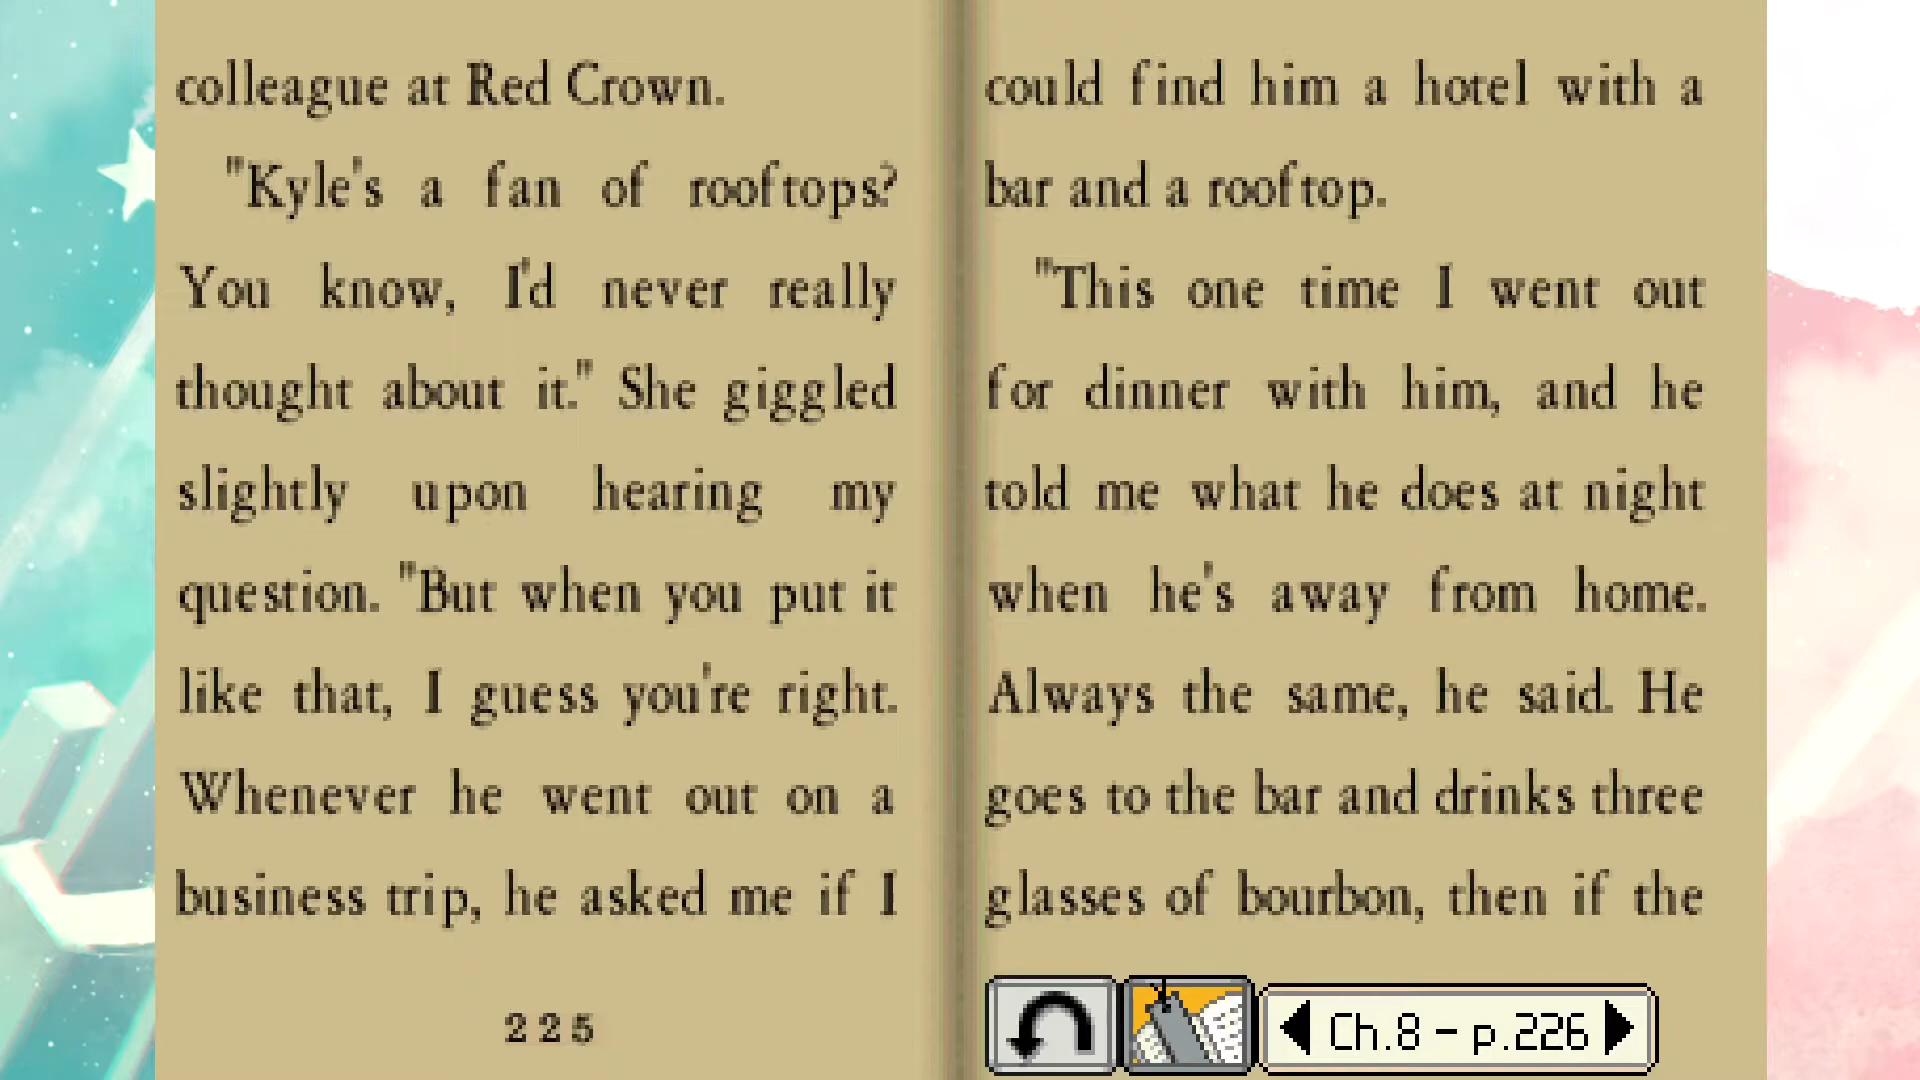 colleague at Red Crown.
"Kyle's a fan of rooftops?
You know, I'd never really
thought about it." She giggled
slightly upon hearing my
question. "But when you put it
like that, I guess you're right.
Whenever he went out on a
business trip, he asked me if I
225
could find him a hotel with a
bar and a rooftop.
"This one time I went out
for dinner with him, and he
told me what he does at night
when he's away from home.
Always the same, he said. He
goes to the bar and drinks three
glasses of bourbon, then if the
Ch.8 - p.226